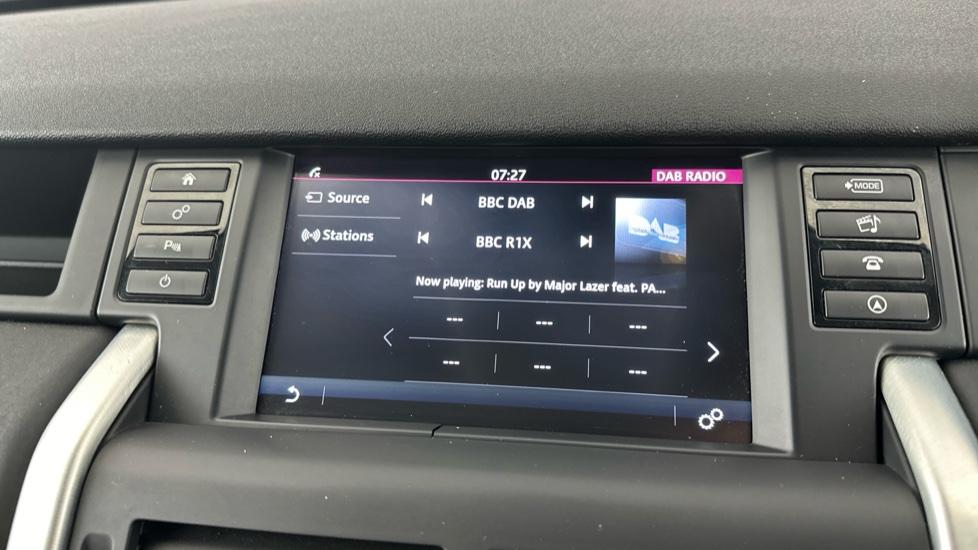 07:27
DAB RADIO
Source
BBC DAB
Stations
BBC R1X
DAB
Now playing: Run Up by Major Lazer feat. PA...
--- --- ---
--- --- ---
MODE
P